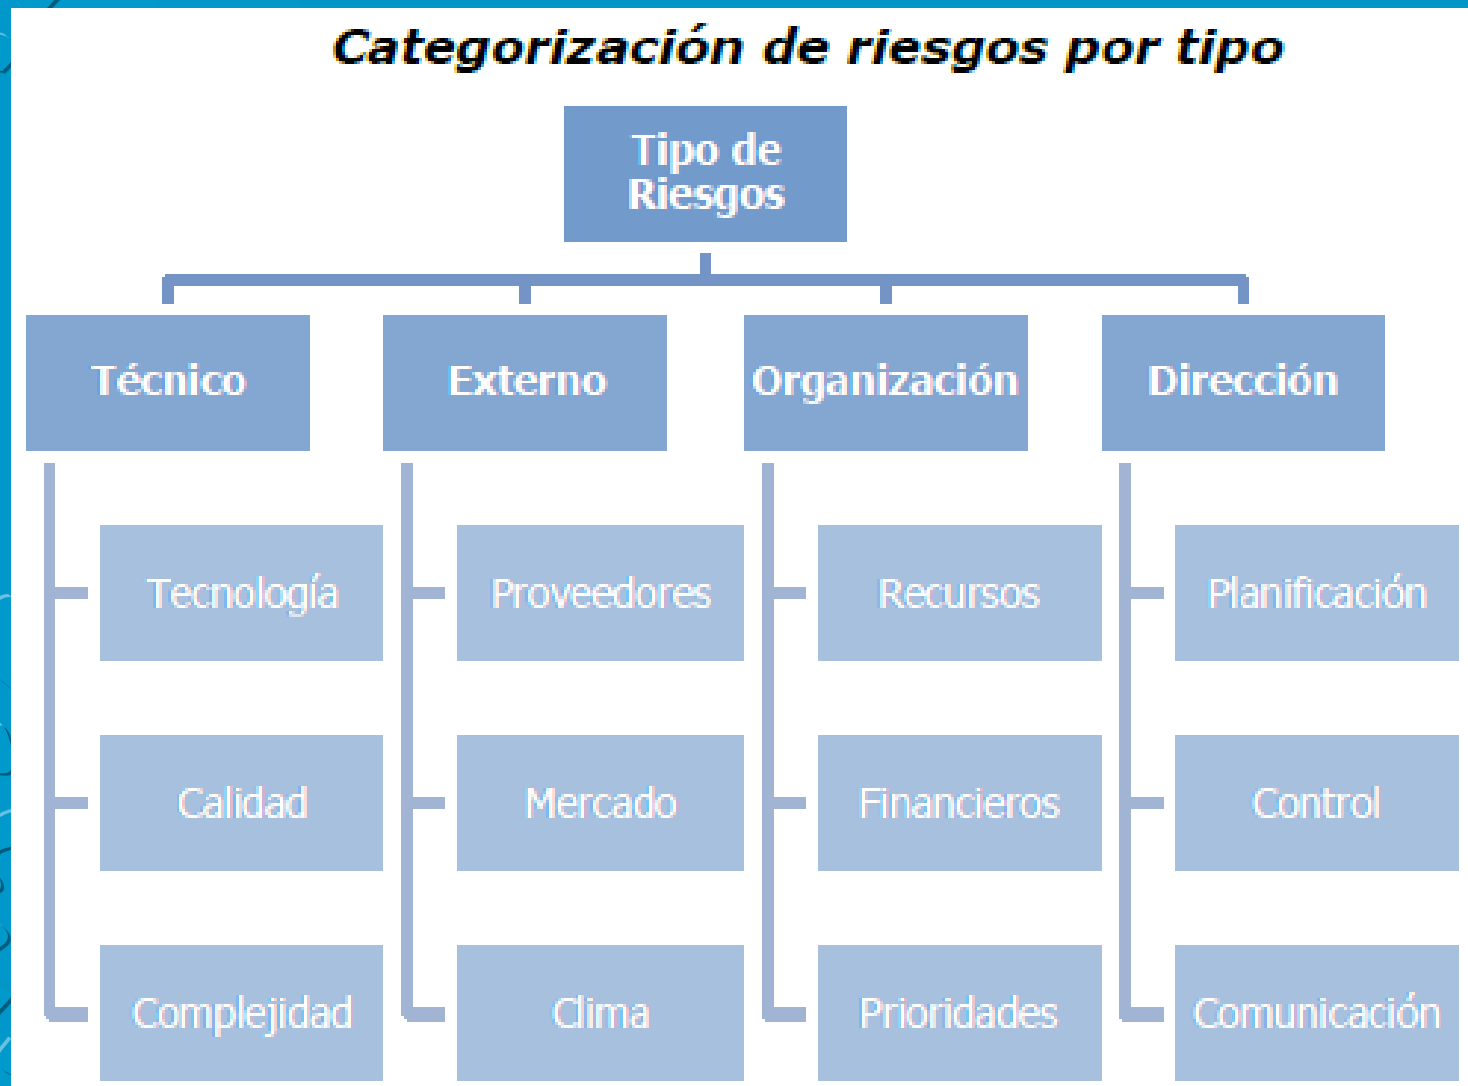 Categorización de riesgos por tipo
Tipo de
Riesgos
Técnico
Externo
Organización
Dirección
Tecnología
Proveedores
Recursos
Planificación
Calidad
Mercado
Financieros
Control
Complejidad
Clima
Prioridades
Comunicación